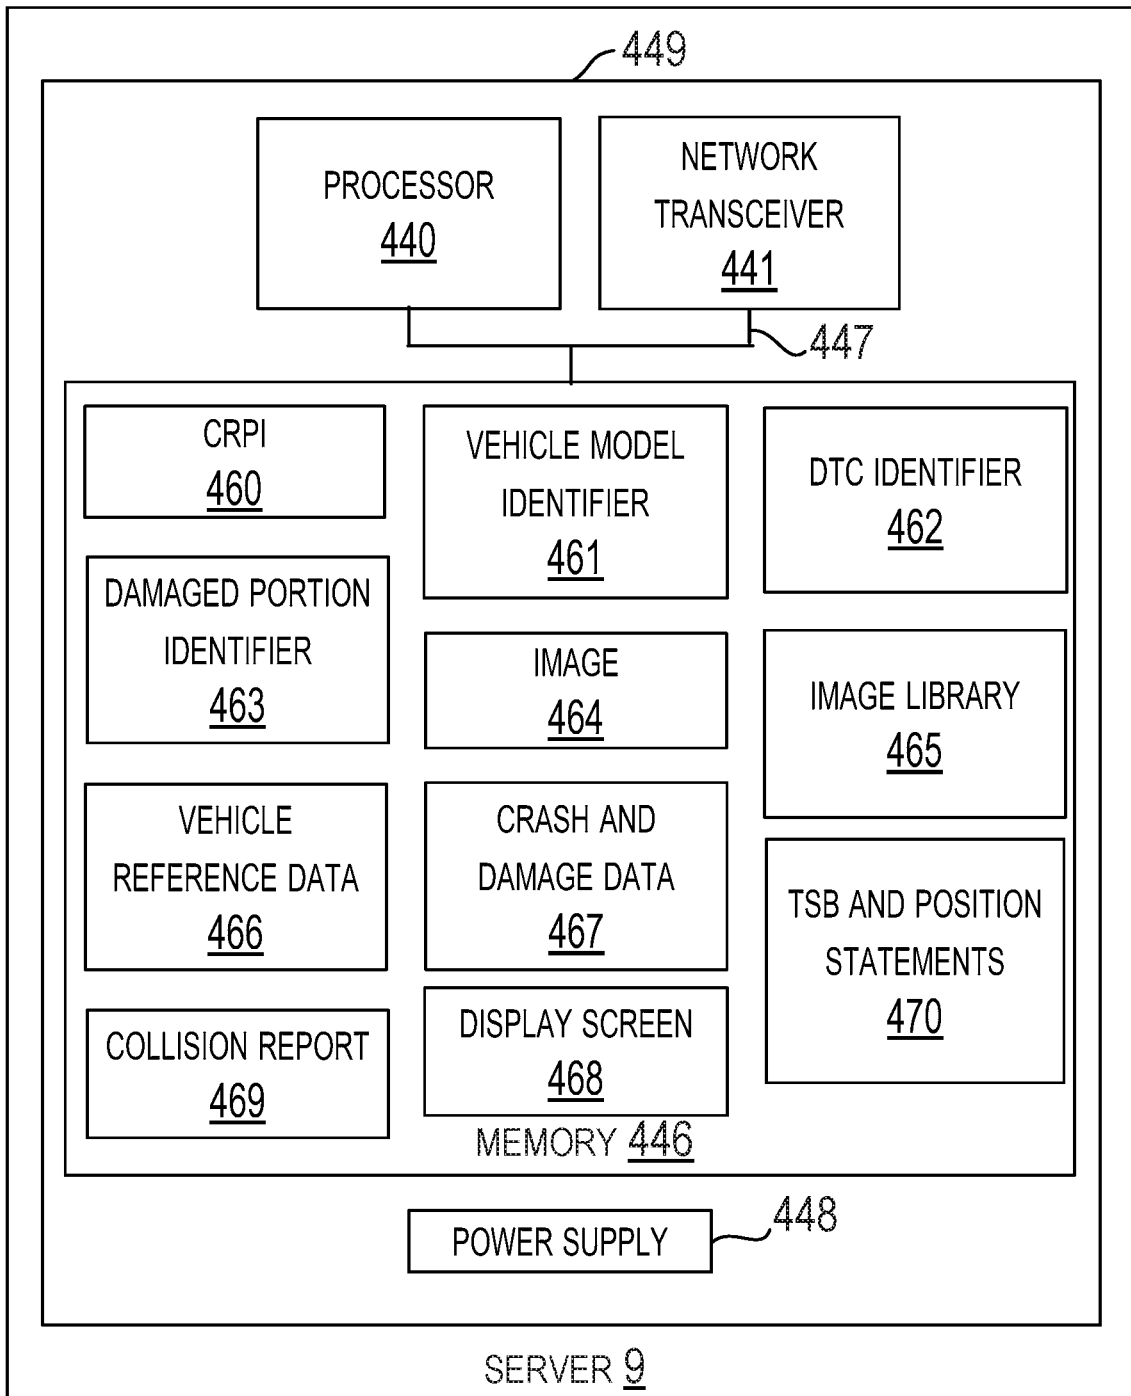 449
PROCESSOR
440
NETWORK
TRANSCEIVER
441
447
CRPI
460
VEHICLE MODEL
IDENTIFIER
461
DTC IDENTIFIER
462
DAMAGED PORTION
IDENTIFIER
463
IMAGE
464
IMAGE LIBRARY
465
VEHICLE
REFERENCE DATA
466
CRASH AND
DAMAGE DATA
467
TSB AND POSITION
STATEMENTS
470
COLLISION REPORT
469
DISPLAY SCREEN
468
MEMORY 446
POWER SUPPLY
448
SERVER 9